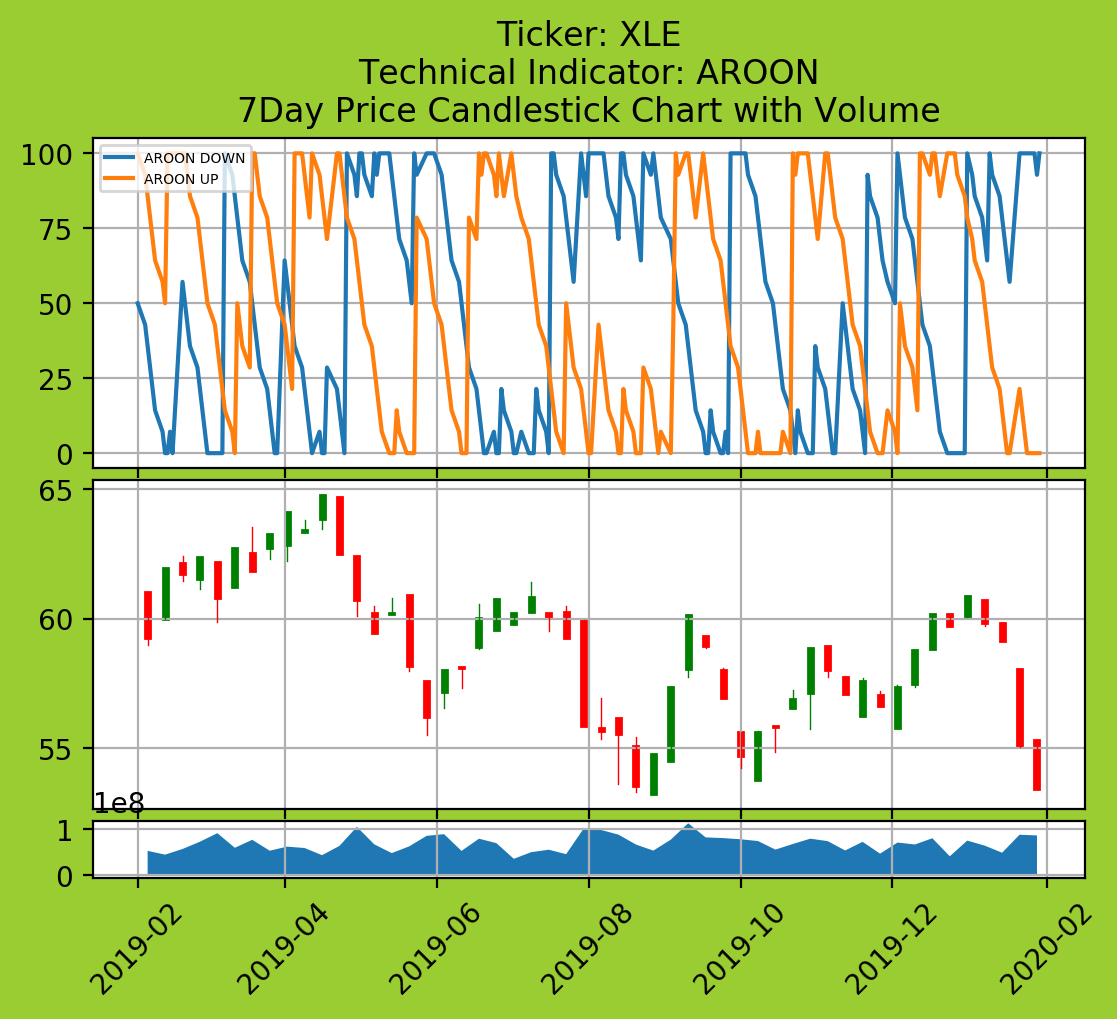 Ticker: XLE
Technical Indicator: AROON
7Day Price Candlestick Chart with Volume
100
75
50
25
0
AROON DOWN
AROON UP
65
60
55
1e8
1
0
2019-02
2019-04
2019-06
2019-08
2019-10
2019-12
2020-02